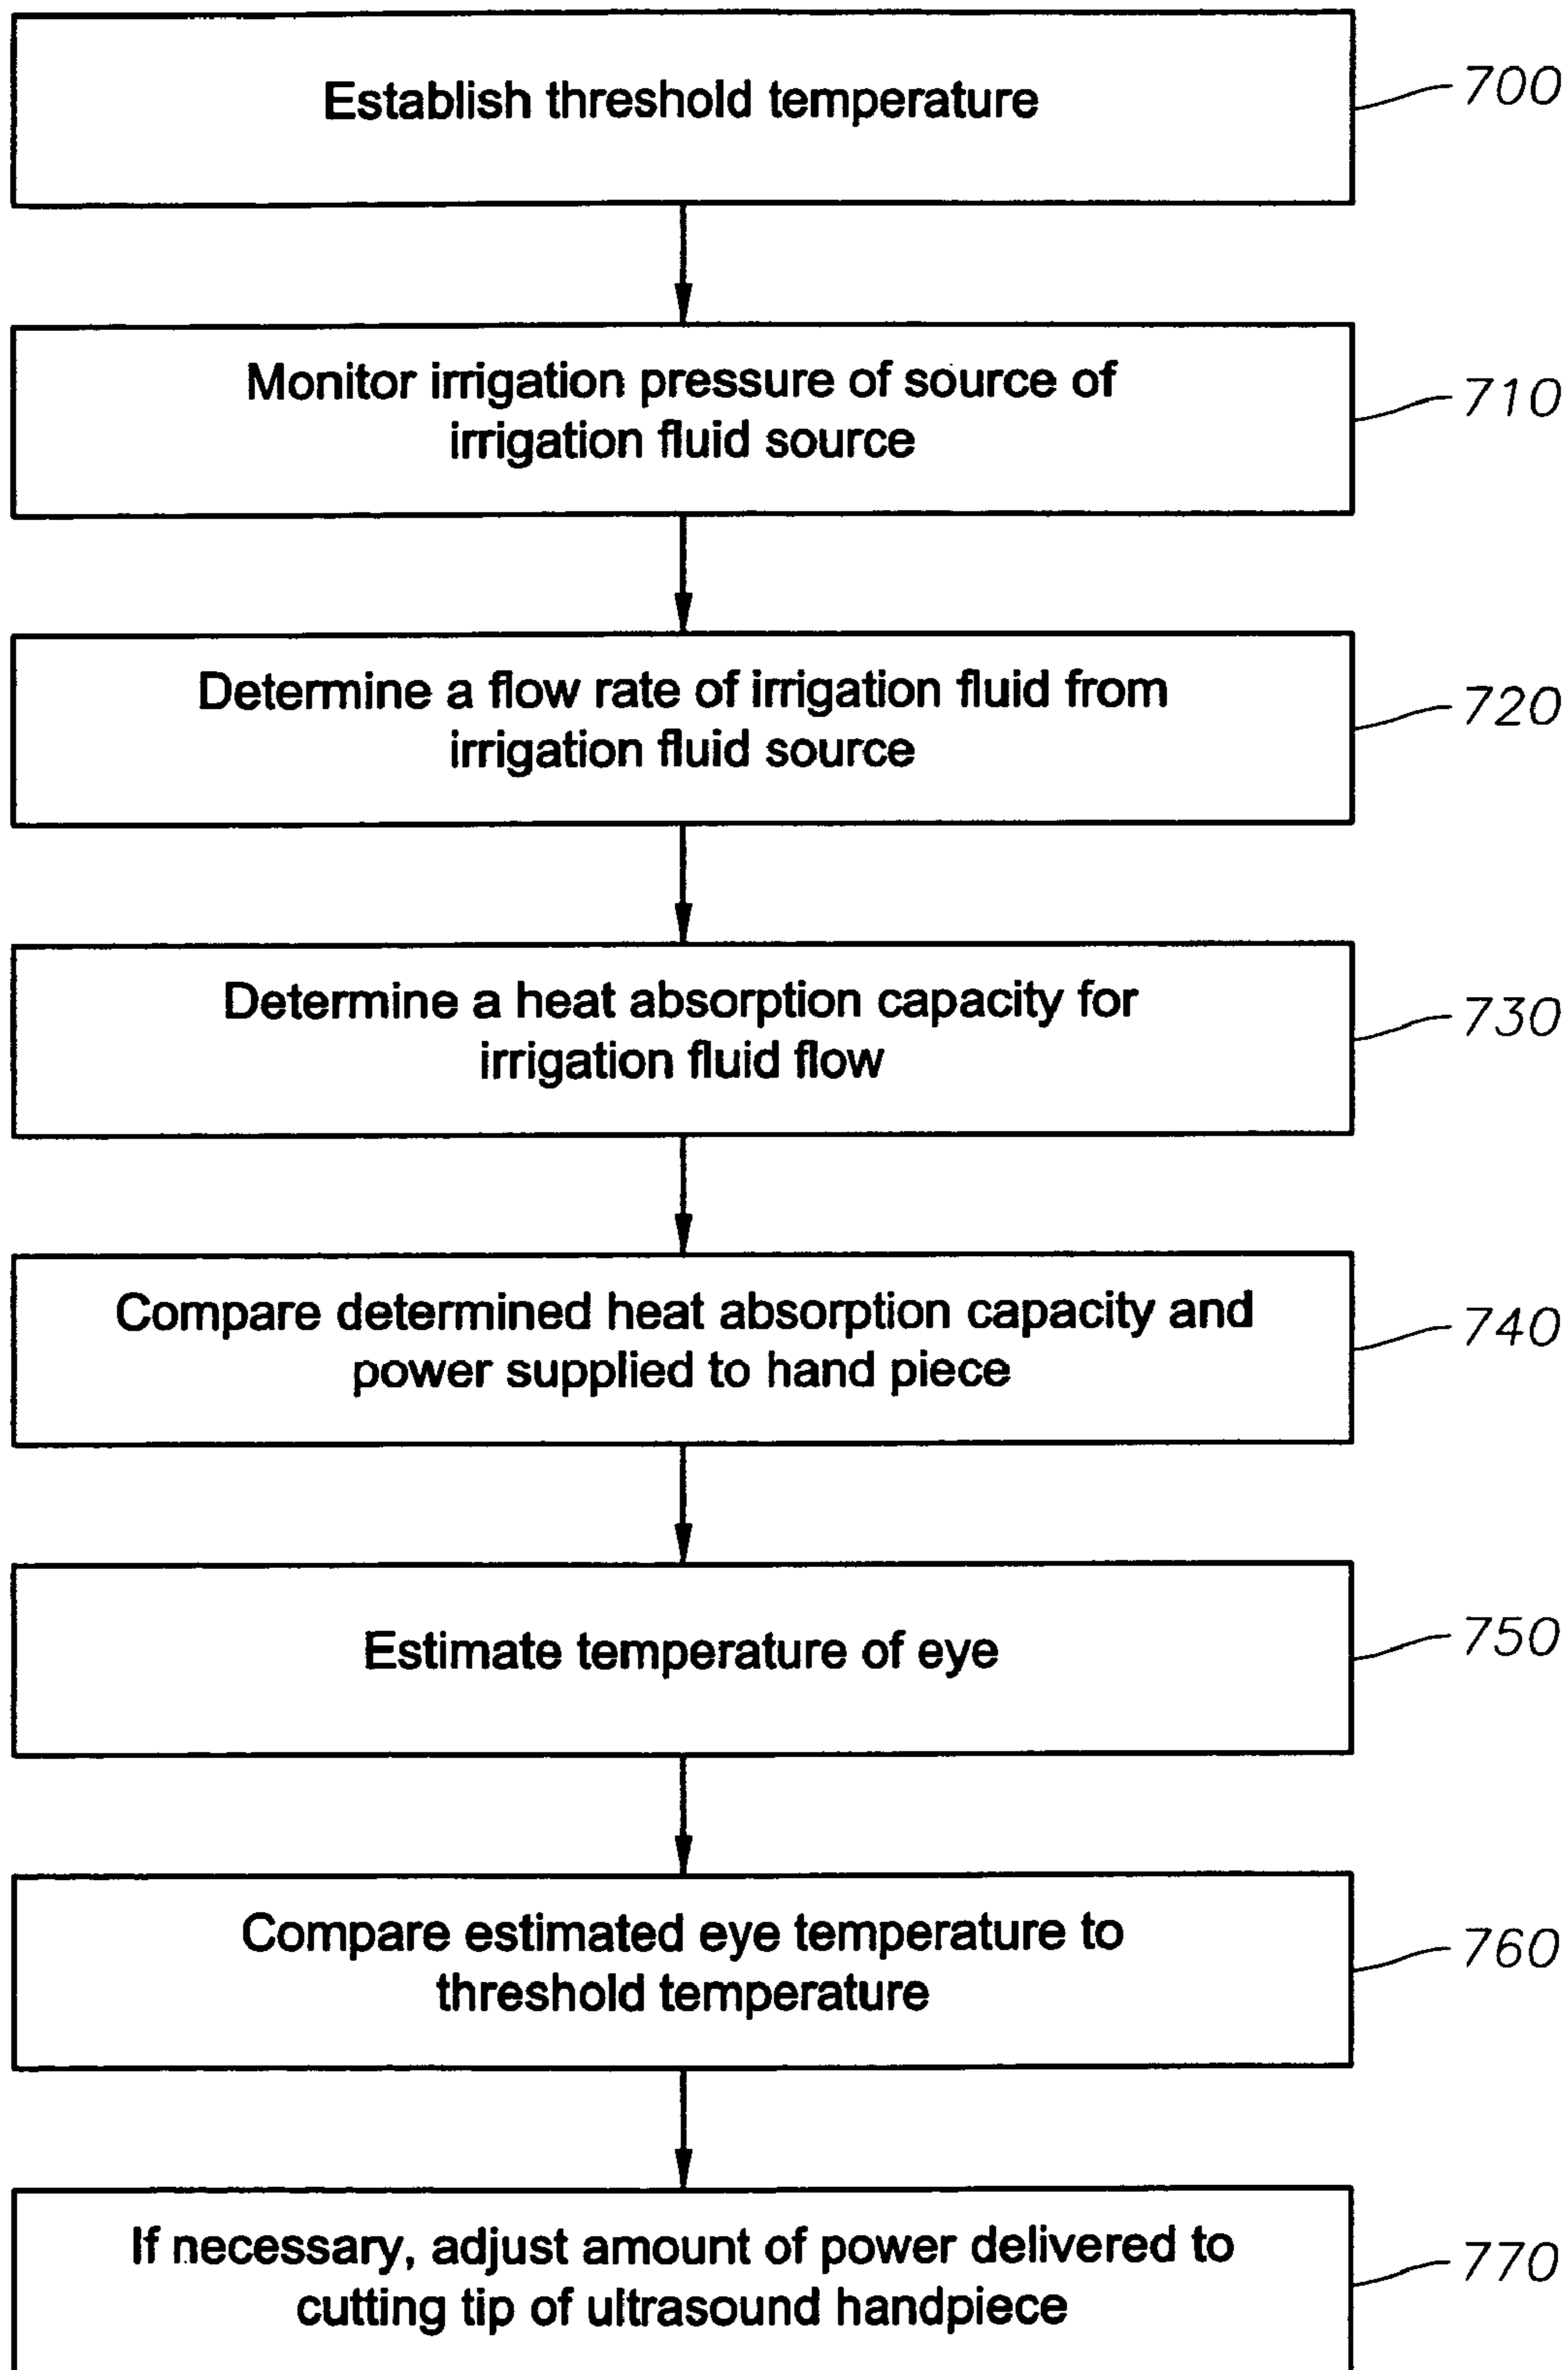 Establish threshold temperature
700
Monitor irrigation pressure of source of
irrigation fluid source
710
Determine a flow rate of irrigation fluid from
irrigation fluid source
720
Determine a heat absorption capacity for
irrigation fluid flow
730
Compare determined heat absorption capacity and
power supplied to hand piece
740
Estimate temperature of eye
750
Compare estimated eye temperature to
threshold temperature
760
If necessary, adjust amount of power delivered to
cutting tip of ultrasound handpiece
770